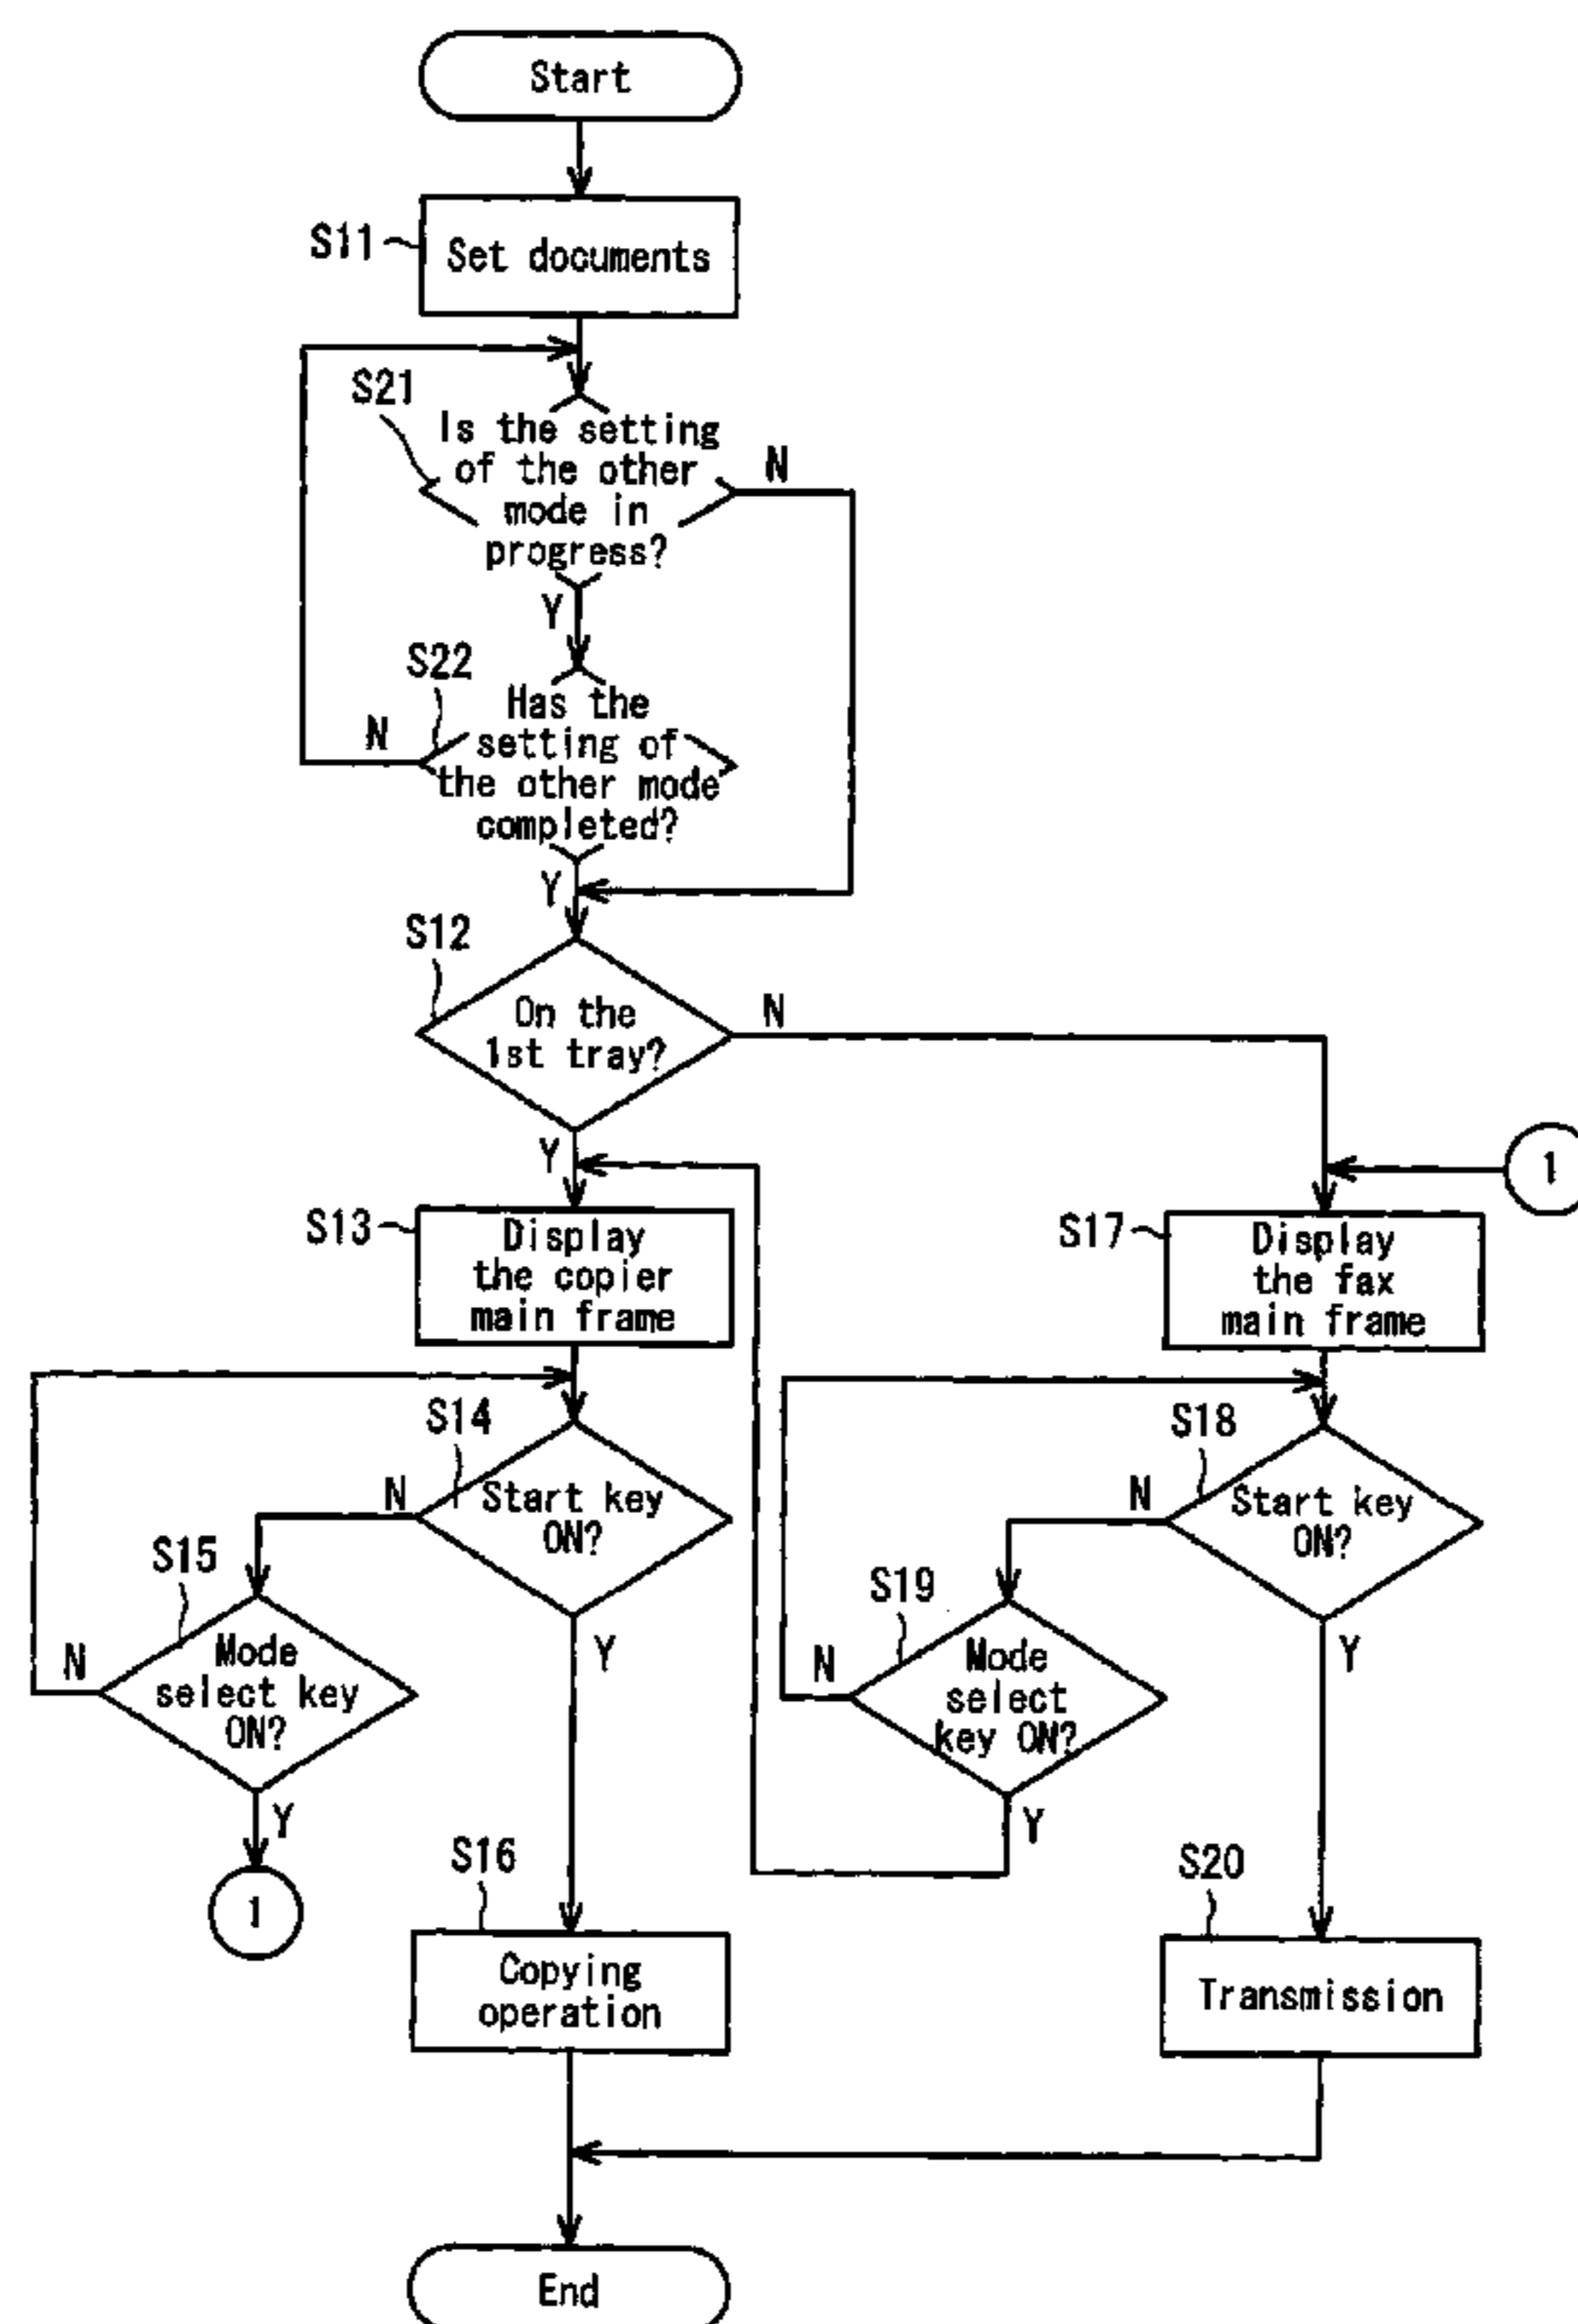 Start
S11
Set documents
S21
Is the setting
of the other
mode in
progress?
N
Y
S22
Has the
setting of
the other mode
completed?
N
Y
S12
On the
1st tray?
N
Y
1
S13
Display
the copier
main frame
S17
Display
the fax
main frame
S14
Start key
ON?
N
Y
S18
Start key
ON?
N
Y
S15
Mode
select key
ON?
N
Y
S19
Mode
select
key ON?
N
Y
1
S16
Copying
operation
S20
Transmission
End